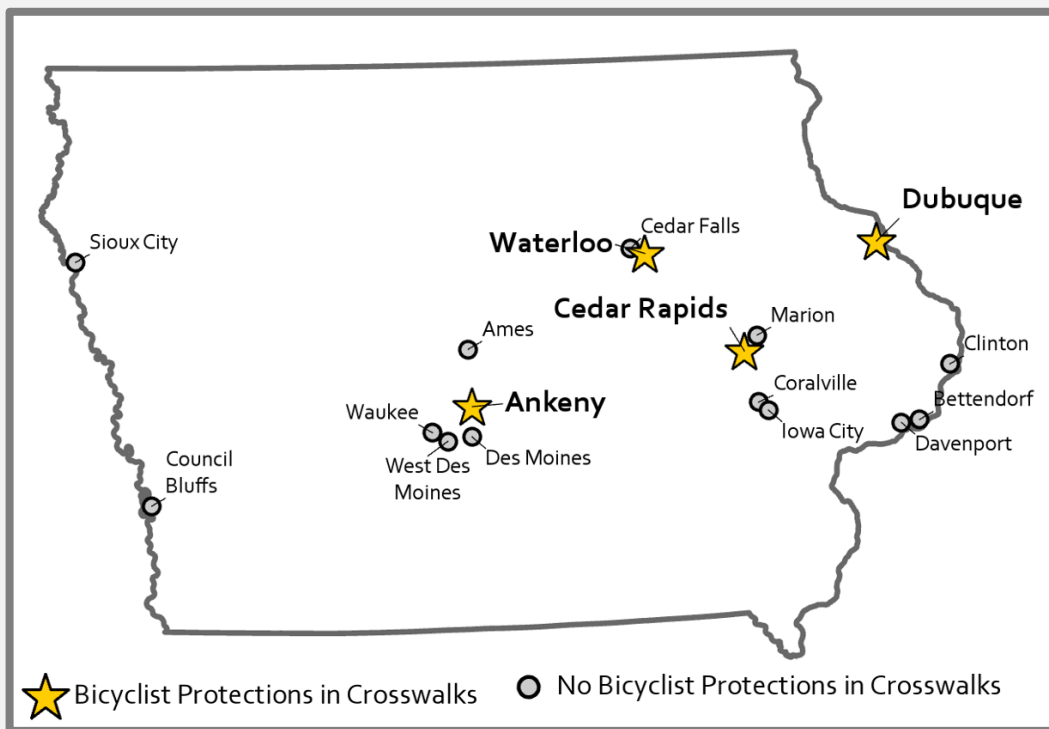 Dubuque
Sioux City
Waterloo
Cedar Falls
Cedar Rapids
Marion
Ames
Clinton
Coralville
Bettendorf
Ankeny
Waukee
Iowa City
Davenport
West Des
Moines
Des Moines
Council
Bluffs
Bicyclist Protections in Crosswalks
No Bicyclist Protections in Crosswalks